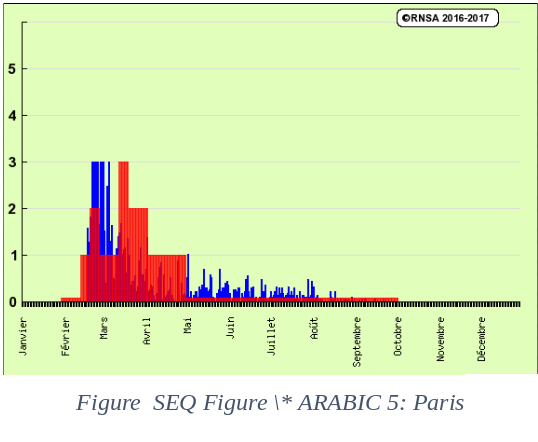 ©RNSA 2016-2017
5
4
3
2
1
0
Janvier
Février
Mars
Avril
Mai
Juin
Juillet
Août
Septembre
Octobre
Novembre
Décembre
Figure  SEQ Figure \* ARABIC 5: Paris